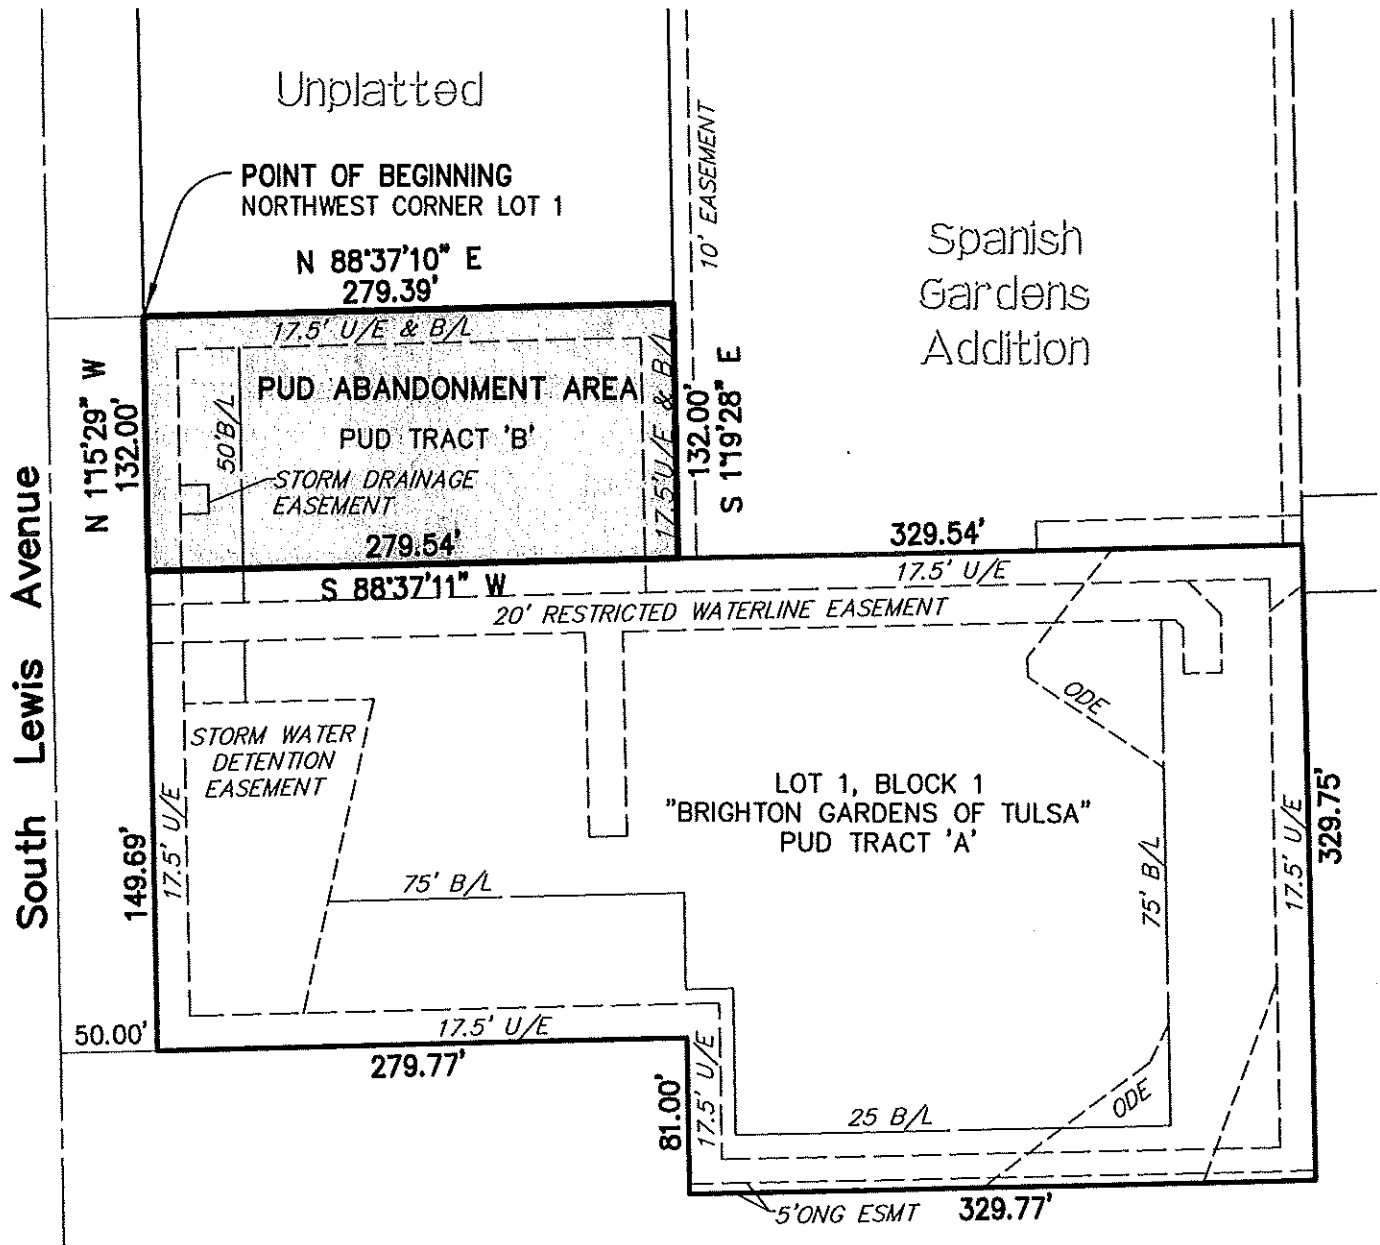 Unplatted
POINT OF BEGINNING
NORTHWEST CORNER LOT 1
N 88°37'10" E
279.39'
10' EASEMENT
Spanish
Gardens
Addition
17.5' U/E & B/L
PUD ABANDONMENT AREA
PUD TRACT 'B'
50'B/L
STORM DRAINAGE
EASEMENT
17.5' U/E & B/L
N 1°15'29" W
132.00'
132.00'
S 1°19'28" E
279.54'
S 88°37'11" W
329.54'
17.5' U/E
20' RESTRICTED WATERLINE EASEMENT
South Lewis Avenue
STORM WATER
DETENTION
EASEMENT
ODE
LOT 1, BLOCK 1
"BRIGHTON GARDENS OF TULSA"
PUD TRACT 'A'
149.69'
17.5' U/E
75' B/L
75' B/L
17.5' U/E
329.75'
50.00'
17.5' U/E
279.77'
81.00'
17.5' U/E
25 B/L
ODE
5'ONG ESMT
329.77'